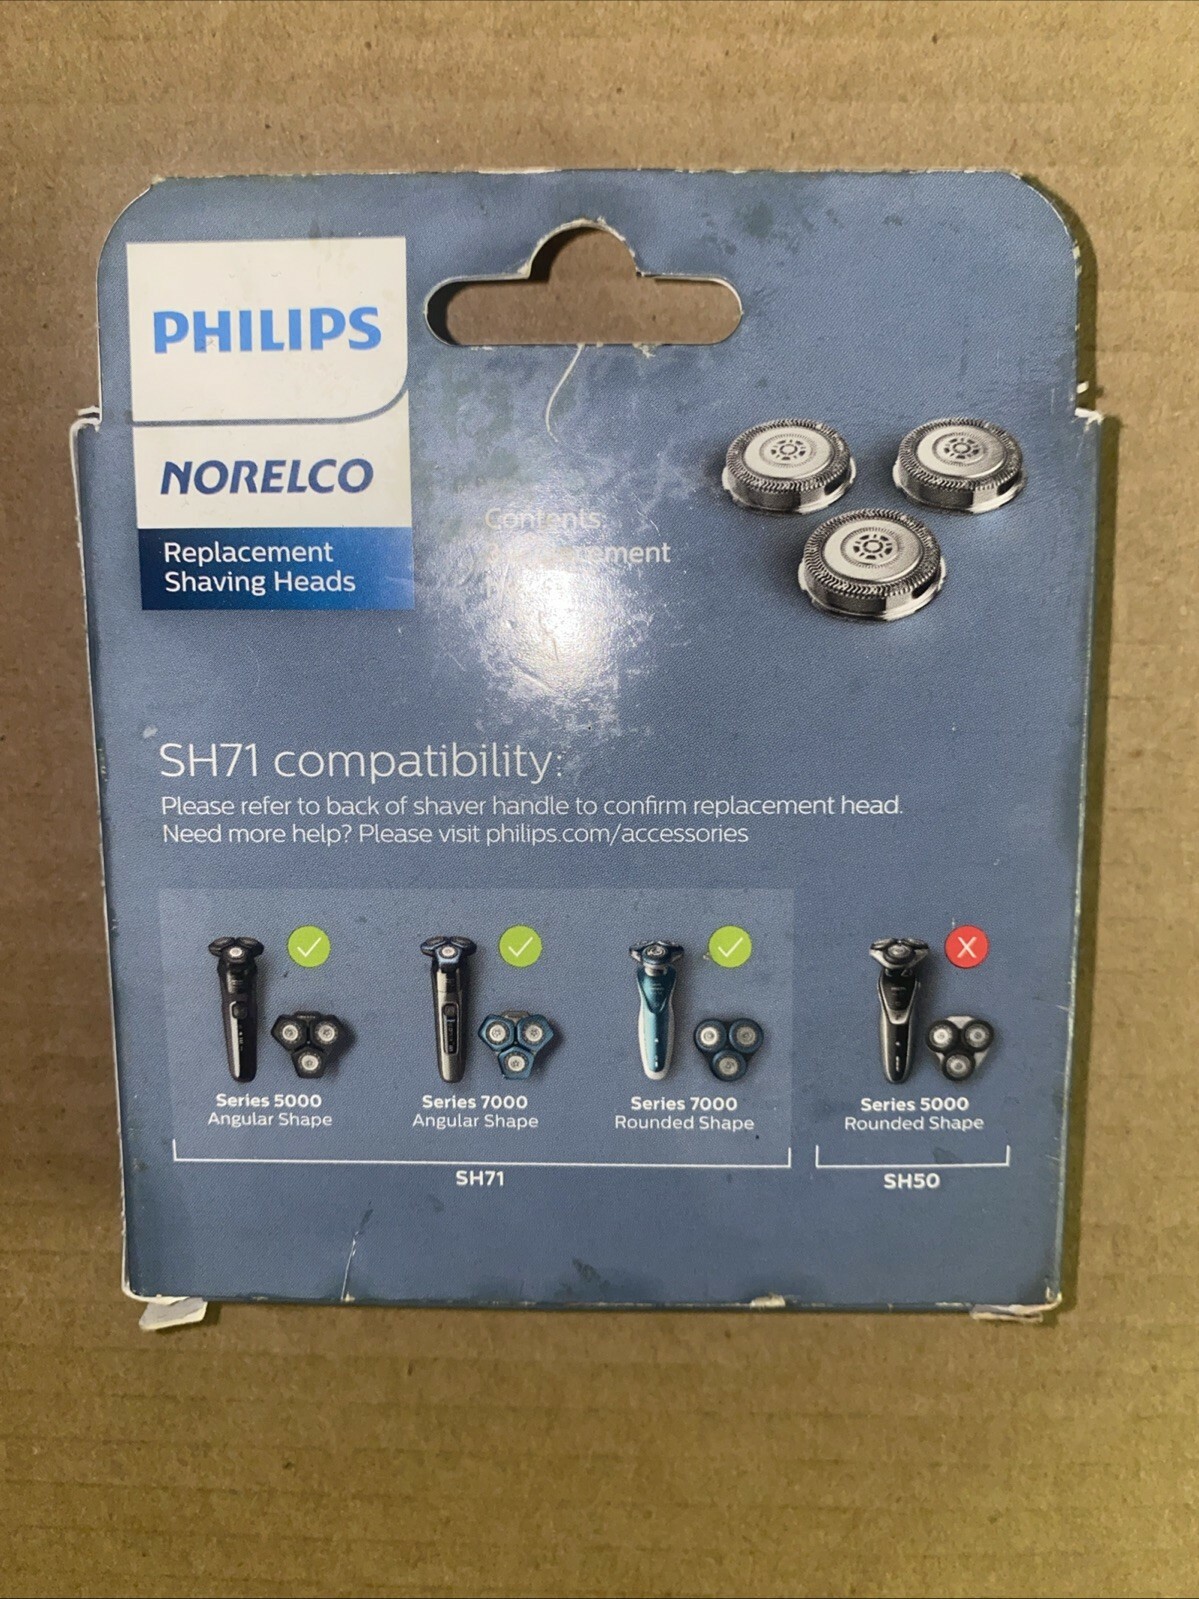 PHILIPS
NORELCO
Replacement
Shaving Heads
Contents:
3
SH71 compatibility:
Please refer to back of shaver handle to confirm replacement head.
Need more help? Please visit philips.com/accessories
Series 5000
Angular Shape
Series 7000
Angular Shape
Series 7000
Rounded Shape
Series 5000
Rounded Shape
SH71
SH50